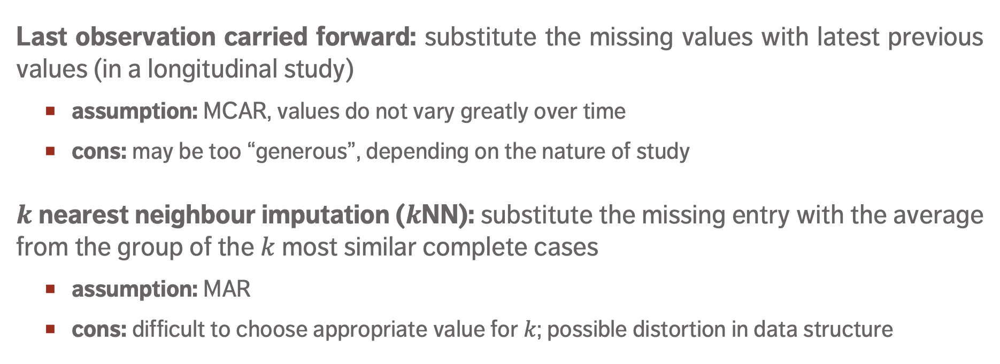 Last observation carried forward: substitute the missing values with latest previous
values (in a longitudinal study)
▪ assumption: MCAR, values do not vary greatly over time
▪ cons: may be too “generous”, depending on the nature of study
k nearest neighbour imputation (kNN): substitute the missing entry with the average
from the group of the k most similar complete cases
▪ assumption: MAR
▪ cons: difficult to choose appropriate value for k; possible distortion in data structure